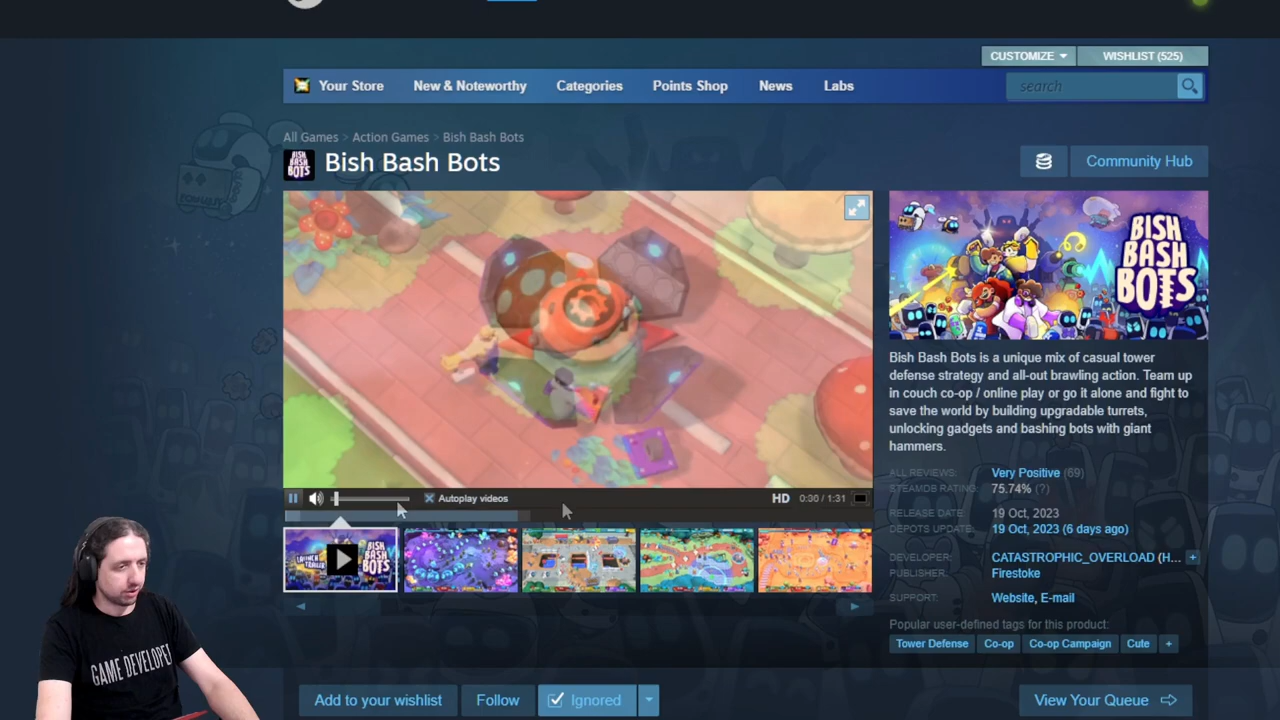 CUSTOMIZE
WISHLIST (525)
Your Store
New & Noteworthy
Categories
Points Shop
News
Labs
search
All Games > Action Games > Bish Bash Bots
BISH BASH BOTS
Bish Bash Bots
Community Hub
BISH
BASH
BOTS
Bish Bash Bots is a unique mix of casual tower
defense strategy and all-out brawling action. Team up
in couch co-op / online play or go it alone and fight to
save the world by building upgradable turrets,
unlocking gadgets and bashing bots with giant
hammers.
ALL REVIEWS: Very Positive (69)
STEAMDB RATING: 75.74% (?)
RELEASE DATE: 19 Oct, 2023
DEPOTS UPDATE: 19 Oct, 2023 (6 days ago)
DEVELOPER: CATASTROPHIC_OVERLOAD (H... +
PUBLISHER: Firestoke
SUPPORT: Website, E-mail
Popular user-defined tags for this product:
Tower Defense
Co-op
Co-op Campaign
Cute
+
Autoplay videos
HD
/ 1:31
LAUNCH
TRAILER
BISH
BASH
BOTS
GAME DEVELOPER
Add to your wishlist
Follow
Ignored
View Your Queue